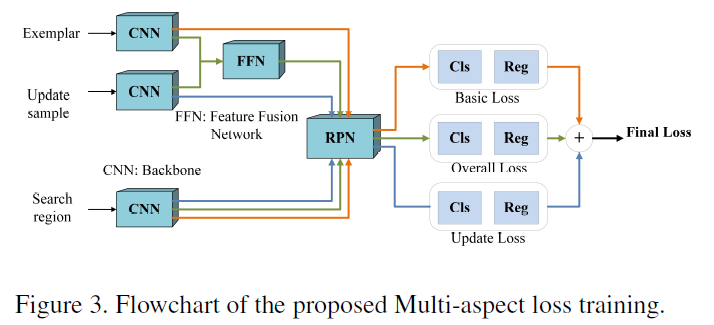 Exemplar
CNN
FFN
Update
sample
CNN
FFN: Feature Fusion
Network
RPN
CNN: Backbone
Search
region
CNN
Cls
Reg
Basic Loss
Cls
Reg
Overall Loss
Cls
Reg
Update Loss
+
Final Loss
Figure 3. Flowchart of the proposed Multi-aspect loss training.